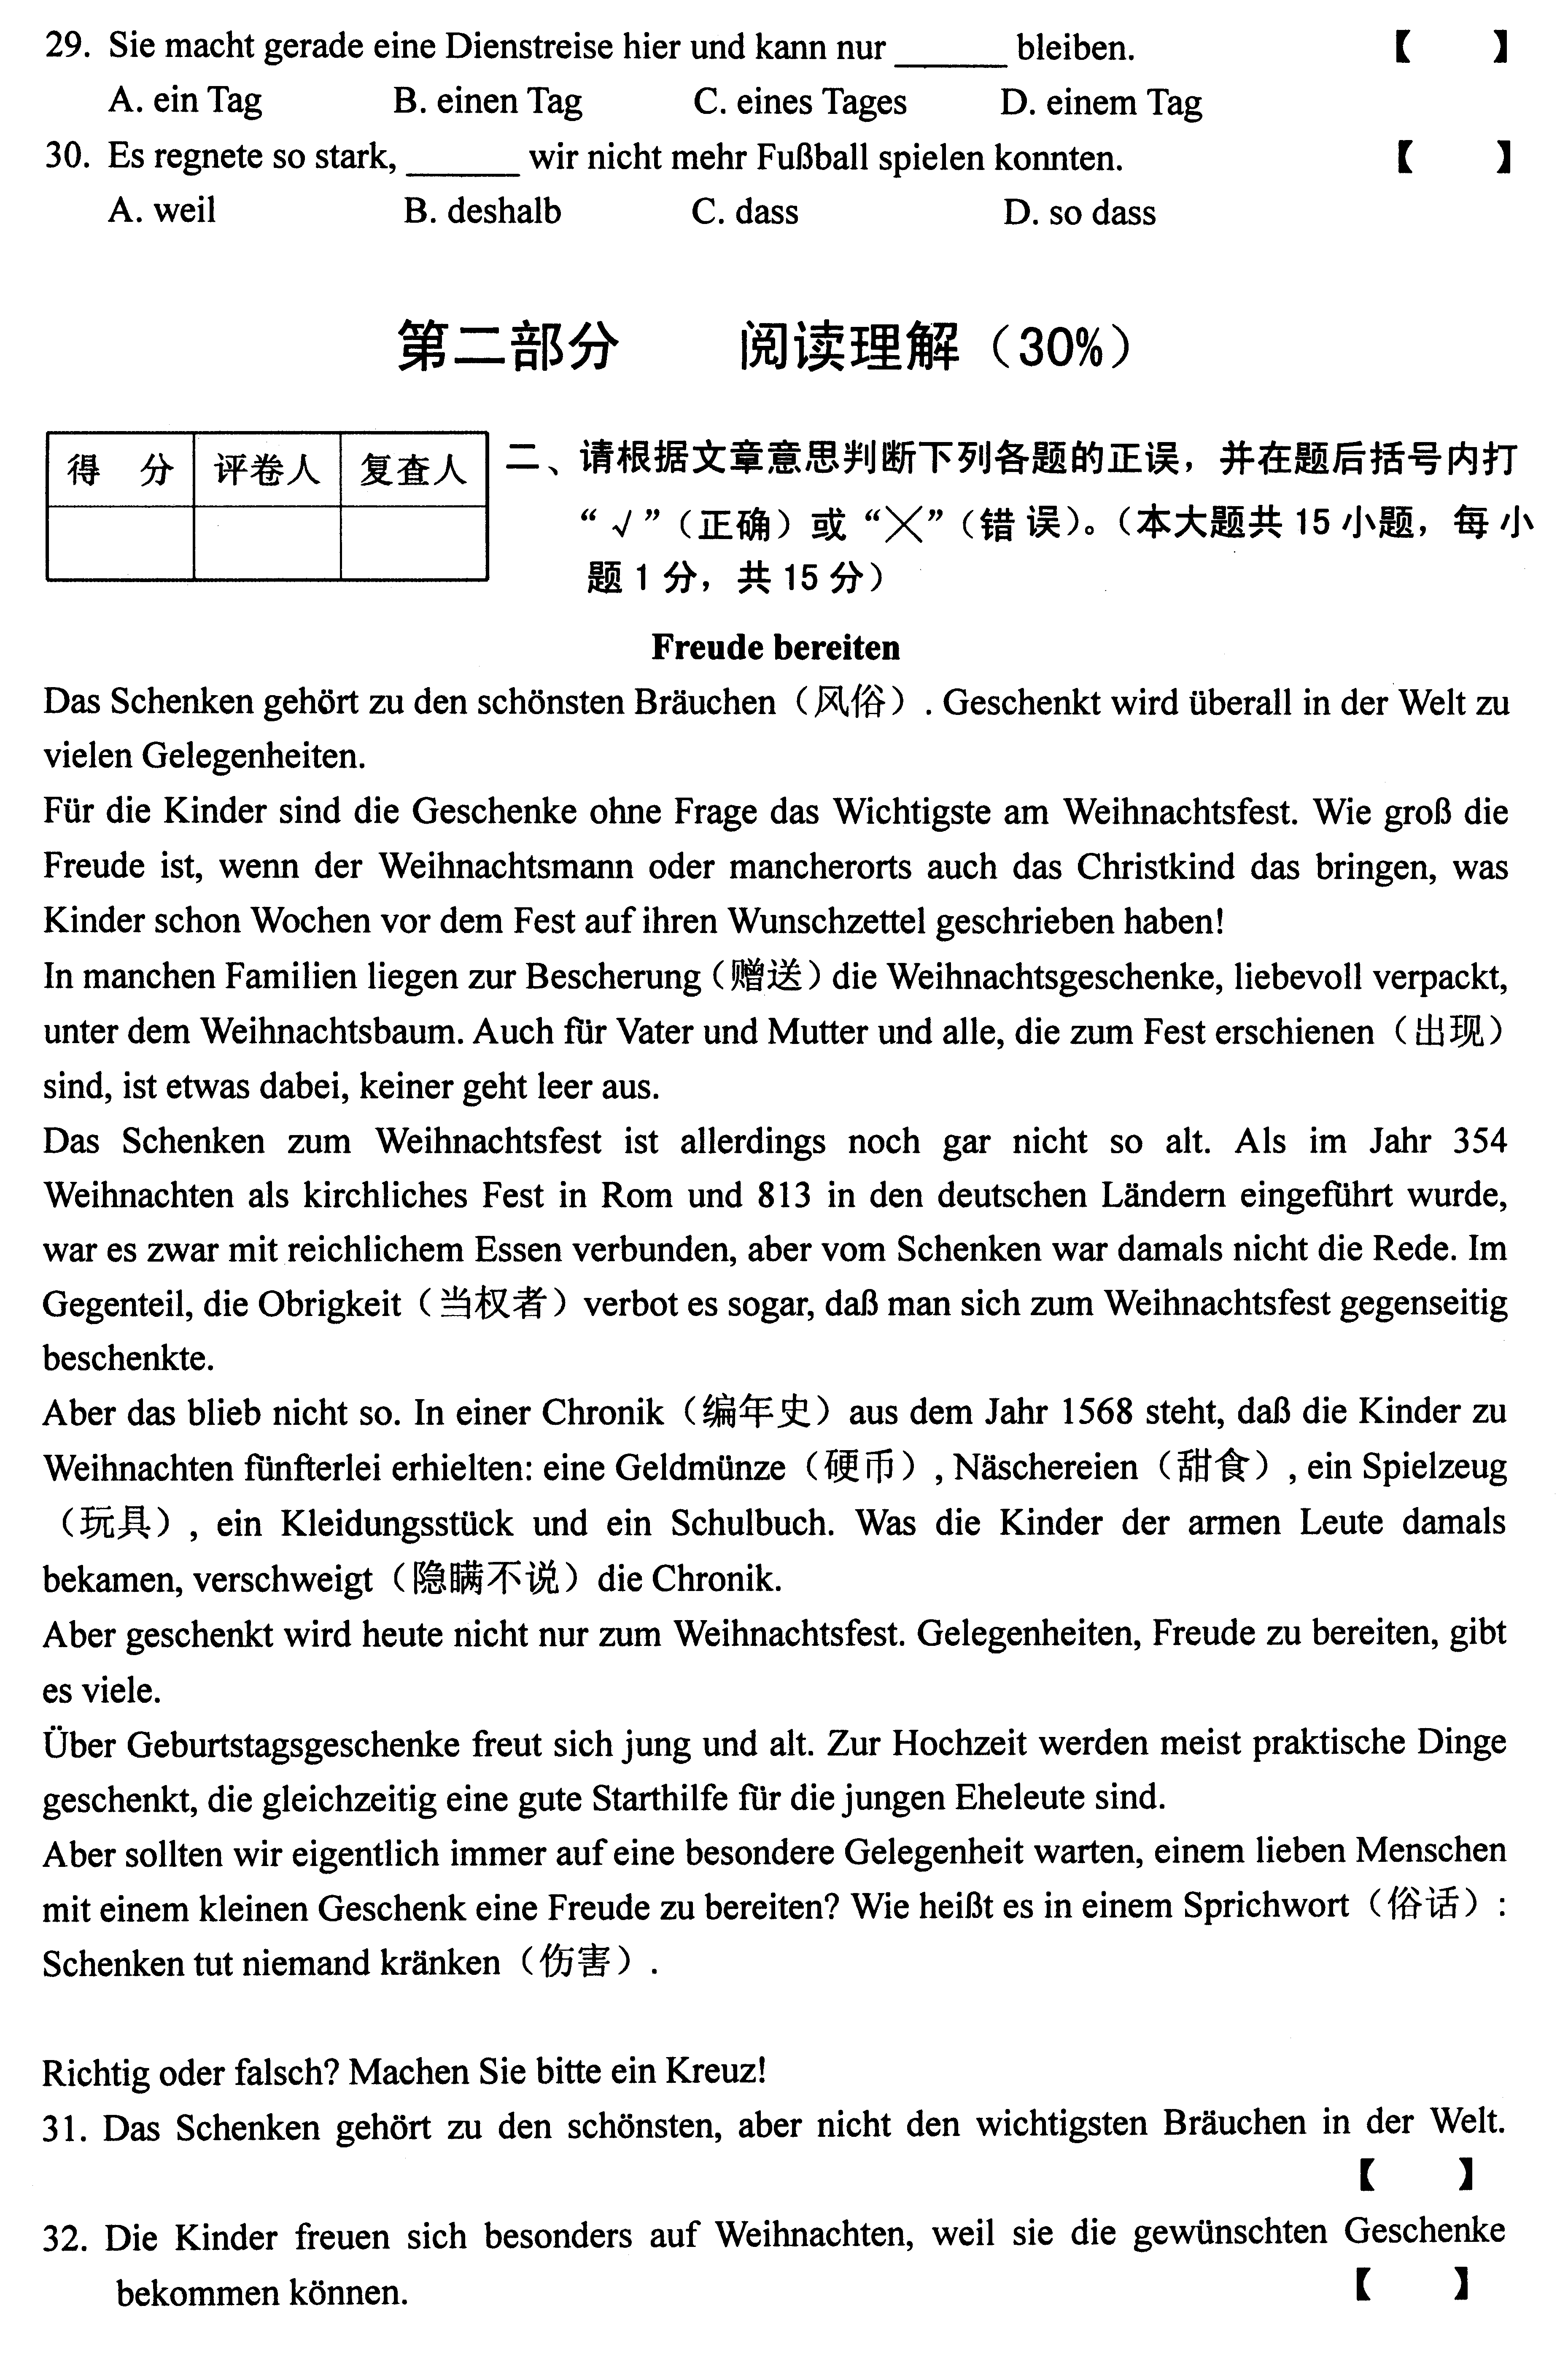 29. Sie macht gerade eine Dienstreise hier und kann nur ______ bleiben. 【 】
A. ein Tag B. einen Tag C. eines Tages D. einem Tag
30. Es regnete so stark, ______ wir nicht mehr Fußball spielen konnten. 【 】
A. weil B. deshalb C. dass D. so dass
第二部分 阅读理解（30%）
得 分 评卷人 复查人
二、请根据文章意思判断下列各题的正误，并在题后括号内打
“√”（正确）或“╳”（错误）。（本大题共 15 小题，每小
题 1 分，共 15 分）
Freude bereiten
Das Schenken gehört zu den schönsten Bräuchen（风俗）. Geschenkt wird überall in der Welt zu
vielen Gelegenheiten.
Für die Kinder sind die Geschenke ohne Frage das Wichtigste am Weihnachtsfest. Wie groß die
Freude ist, wenn der Weihnachtsmann oder mancherorts auch das Christkind das bringen, was
Kinder schon Wochen vor dem Fest auf ihren Wunschzettel geschrieben haben!
In manchen Familien liegen zur Bescherung（赠送）die Weihnachtsgeschenke, liebevoll verpackt,
unter dem Weihnachtsbaum. Auch für Vater und Mutter und alle, die zum Fest erschienen（出现）
sind, ist etwas dabei, keiner geht leer aus.
Das Schenken zum Weihnachtsfest ist allerdings noch gar nicht so alt. Als im Jahr 354
Weihnachten als kirchliches Fest in Rom und 813 in den deutschen Ländern eingeführt wurde,
war es zwar mit reichlichem Essen verbunden, aber vom Schenken war damals nicht die Rede. Im
Gegenteil, die Obrigkeit（当权者）verbot es sogar, daß man sich zum Weihnachtsfest gegenseitig
beschenkte.
Aber das blieb nicht so. In einer Chronik（编年史）aus dem Jahr 1568 steht, daß die Kinder zu
Weihnachten fünfterlei erhielten: eine Geldmünze（硬币）, Näschereien（甜食）, ein Spielzeug
（玩具）, ein Kleidungsstück und ein Schulbuch. Was die Kinder der armen Leute damals
bekamen, verschweigt（隐瞒不说）die Chronik.
Aber geschenkt wird heute nicht nur zum Weihnachtsfest. Gelegenheiten, Freude zu bereiten, gibt
es viele.
Über Geburtstagsgeschenke freut sich jung und alt. Zur Hochzeit werden meist praktische Dinge
geschenkt, die gleichzeitig eine gute Starthilfe für die jungen Eheleute sind.
Aber sollten wir eigentlich immer auf eine besondere Gelegenheit warten, einem lieben Menschen
mit einem kleinen Geschenk eine Freude zu bereiten? Wie heißt es in einem Sprichwort（俗话）:
Schenken tut niemand kränken（伤害）.
Richtig oder falsch? Machen Sie bitte ein Kreuz!
31. Das Schenken gehört zu den schönsten, aber nicht den wichtigsten Bräuchen in der Welt.
【 】
32. Die Kinder freuen sich besonders auf Weihnachten, weil sie die gewünschten Geschenke
bekommen können. 【 】